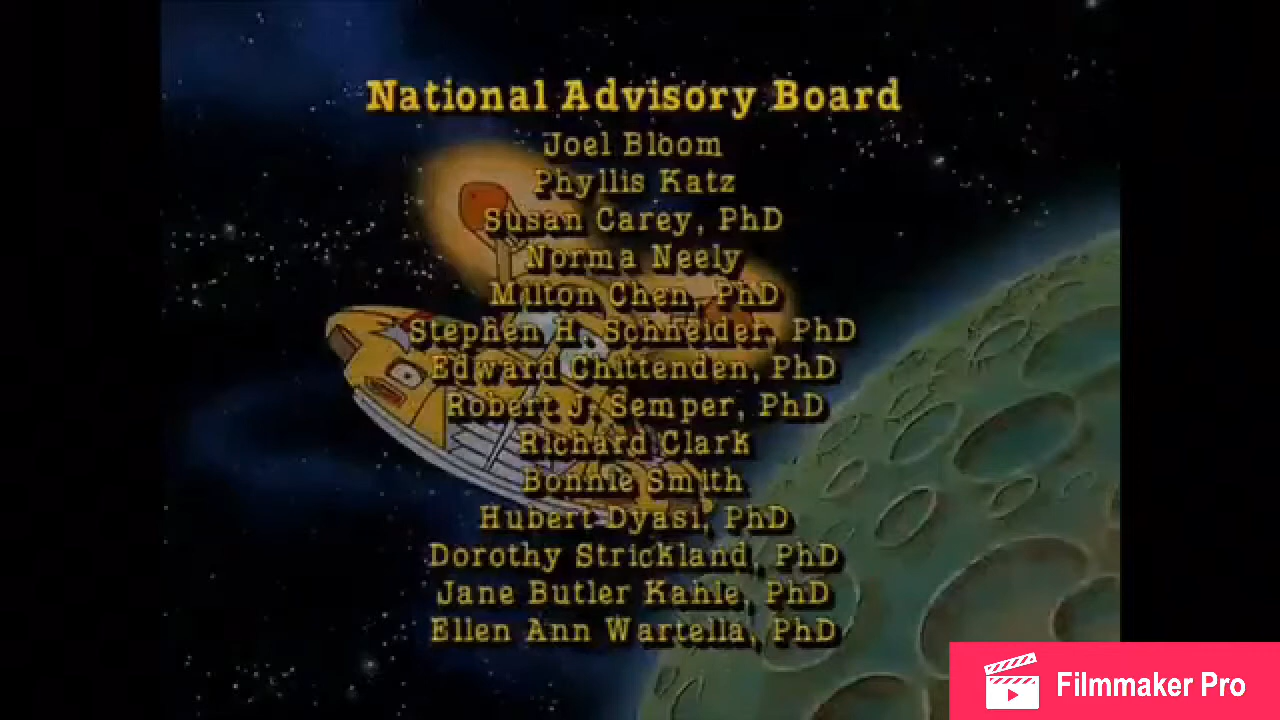 National Advisory Board
Joel Bloom
Phyllis Katz
Susan Carey, PhD
Norma Neely
Milton Chen, PhD
Stephen H. Schneider, PhD
Edward Chittenden, PhD
Robert J. Semper, PhD
Richard Clark
Bonnie Smith
Hubert Dyasi, PhD
Dorothy Strickland, PhD
Jane Butler Kahle, PhD
Ellen Ann Wartella, PhD
Filmmaker Pro